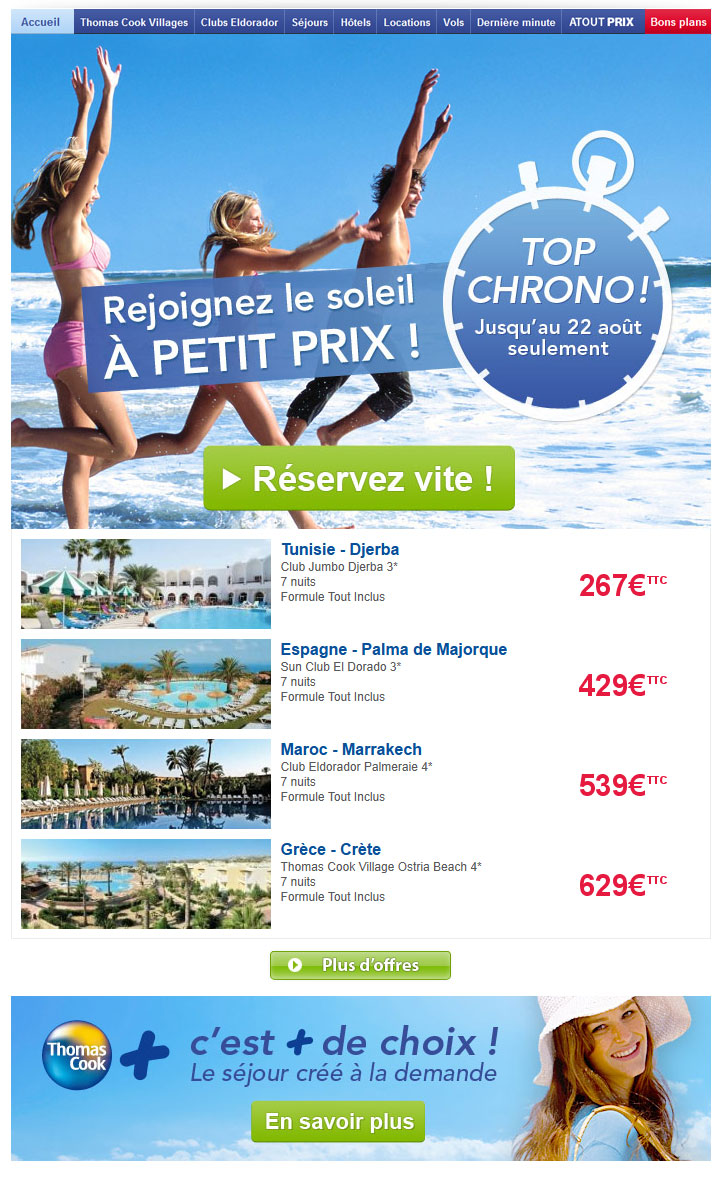 Accueil Thomas Cook Villages Clubs Eldorador Séjours Hôtels Locations Vols Dernière minute ATOUT PRIX Bons plans
Rejoignez le soleil
À PETIT PRIX !
TOP
CHRONO !
Jusqu'au 22 août
seulement
Réservez vite !
Tunisie - Djerba
Club Jumbo Djerba 3*
7 nuits
Formule Tout Inclus
267€TTC
Espagne - Palma de Majorque
Sun Club El Dorado 3*
7 nuits
Formule Tout Inclus
429€TTC
Maroc - Marrakech
Club Eldorador Palmeraie 4*
7 nuits
Formule Tout Inclus
539€TTC
Grèce - Crète
Thomas Cook Village Ostria Beach 4*
7 nuits
Formule Tout Inclus
629€TTC
Plus d'offres
Thomas
Cook
+ c'est + de choix !
Le séjour créé à la demande
En savoir plus